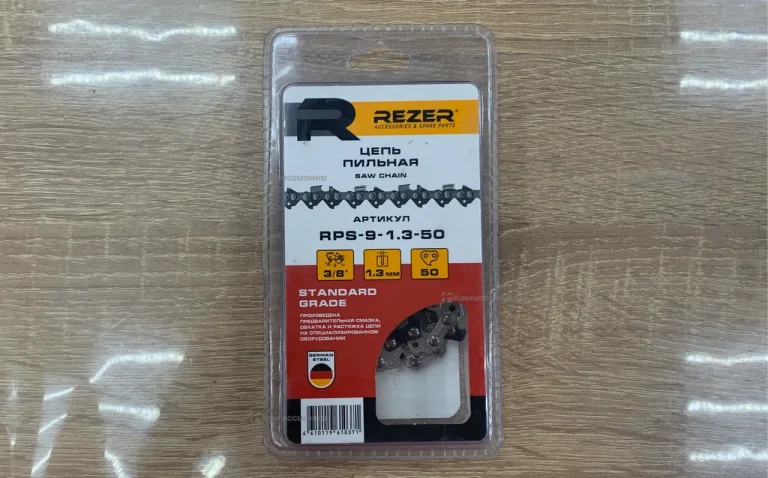 REZER®
ACCESSORIES & SPARE PARTS
ЦЕПЬ
ПИЛЬНАЯ
SAW CHAIN
АРТИКУЛ
RPS-9-1.3-50
3/8"
1.3 мм
50
STANDARD
GRADE
ПРОИЗВЕДЕНА
ПРЕДВАРИТЕЛЬНАЯ СМАЗКА,
ОБКАТКА И РАСТЯЖКА ЦЕПИ
НА СПЕЦИАЛИЗИРОВАННОМ
ОБОРУДОВАНИИ
GERMAN
STEEL
4610119610371